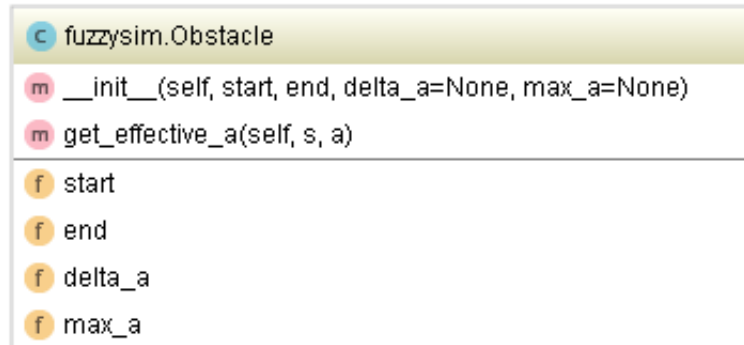 c fuzzysim.Obstacle
m __init__(self, start, end, delta_a=None, max_a=None)
m get_effective_a(self, s, a)
f start
f end
f delta_a
f max_a